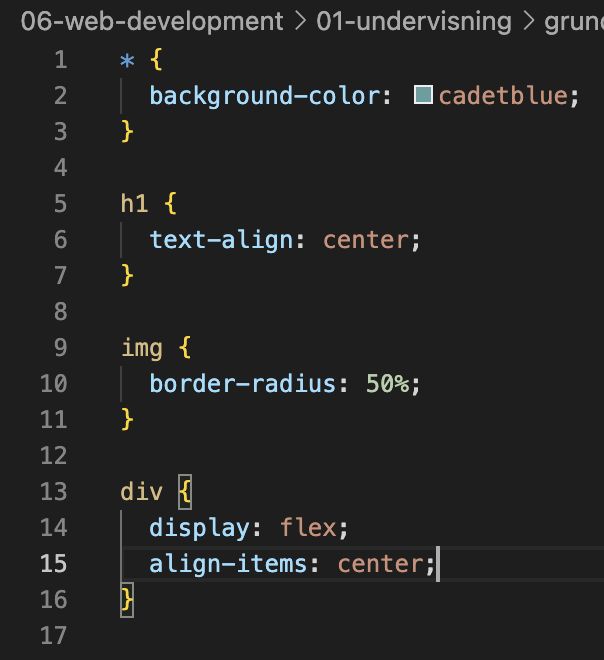 06-web-development > 01-undervisning >
1 * {
2 background-color: cadetblue;
3 }
4
5 h1 {
6 text-align: center;
7 }
8
9 img {
10 border-radius: 50%;
11 }
12
13 div {
14 display: flex;
15 align-items: center;
16 }
17